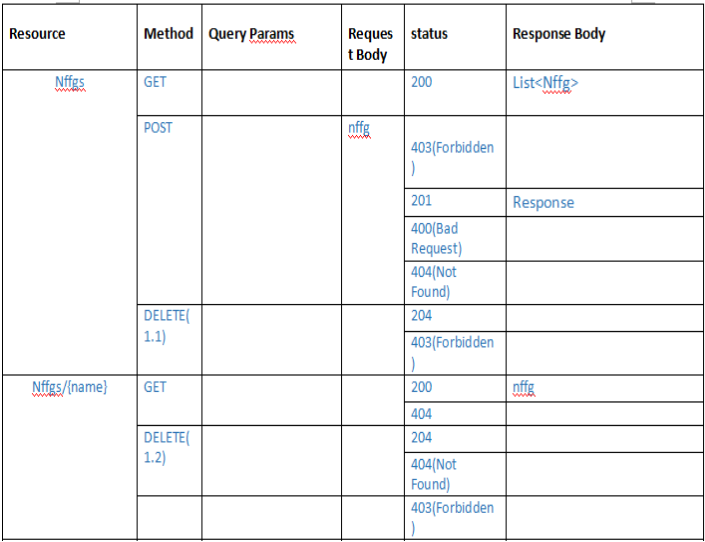 Resource Method Query Params Reques status Response Body
t Body
Nffgs GET 200 List<Nffg>
POST nffg
403(Forbidden
)
201 Response
400(Bad
Request)
404(Not
Found)
DELETE( 204
1.1)
403(Forbidden
)
Nffgs/{name} GET 200 nffg
404
DELETE( 204
1.2)
404(Not
Found)
403(Forbidden
)